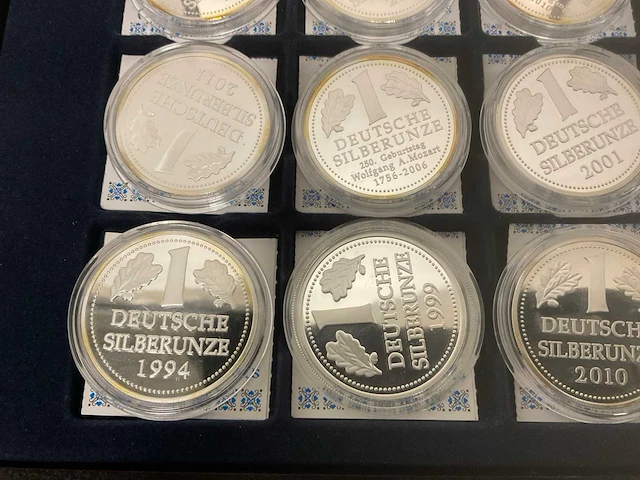 2011
DEUTSCHE
SILBERUNZE
1
1
DEUTSCHE
SILBERUNZE
250. Geburtstag
Wolfgang A. Mozart
1756-2006
1
DEUTSCHE
SILBERUNZE
2001
1
DEUTSCHE
SILBERUNZE
1994
1
DEUTSCHE
SILBERUNZE
1999
1
DEUTSCHE
SILBERUNZE
2010